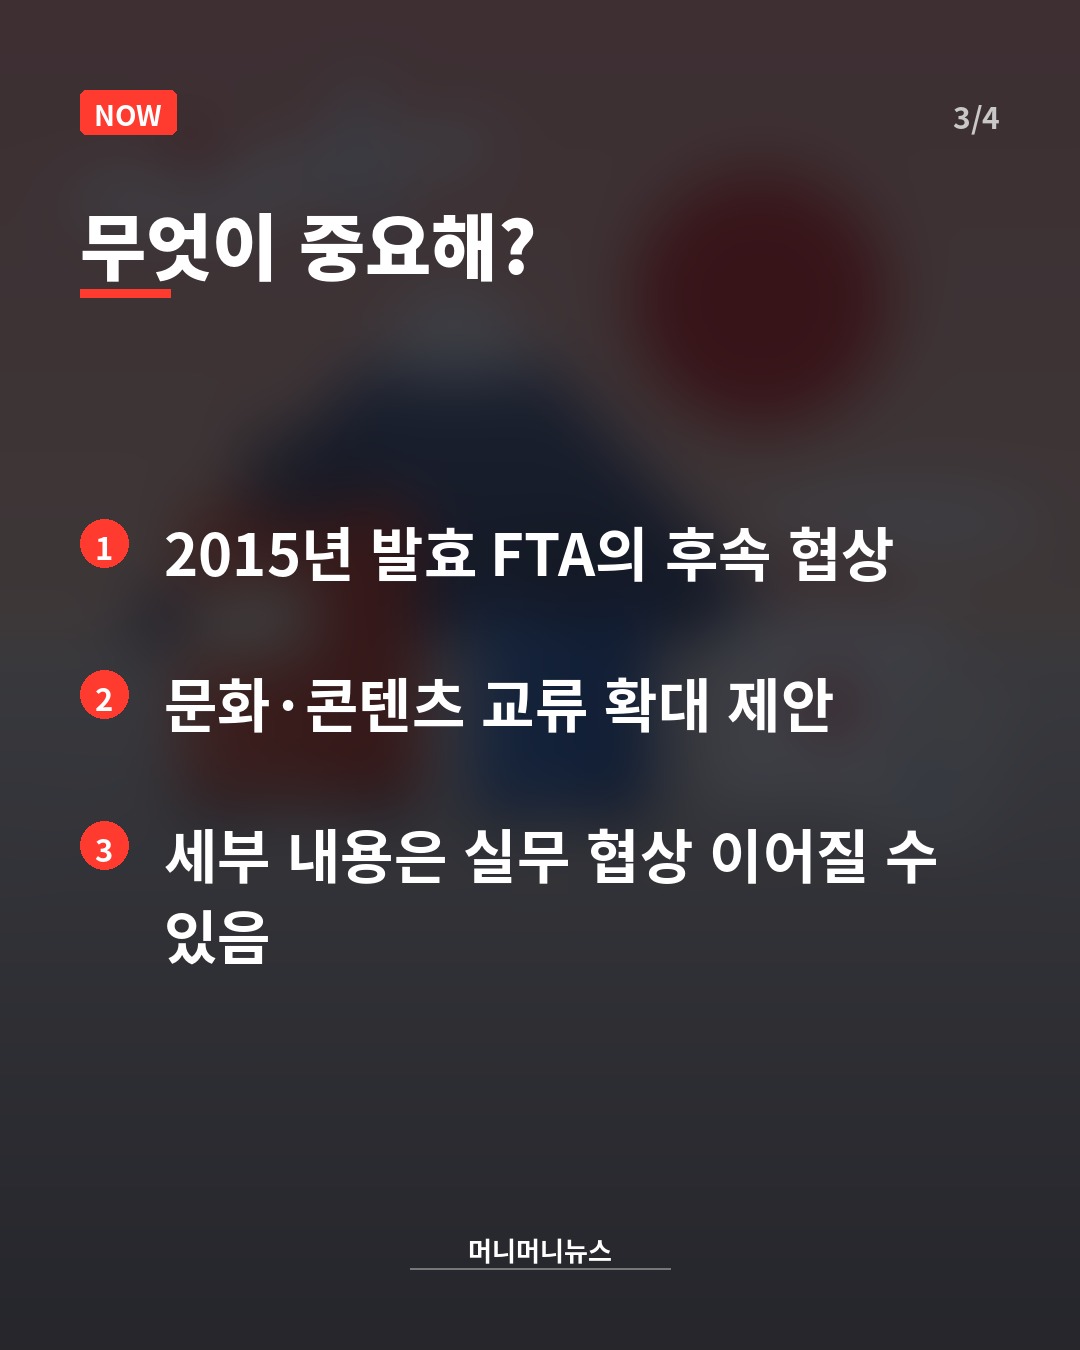 NOW
3/4
무엇이 중요해?
1 2015년 발효 FTA의 후속 협상
2 문화·콘텐츠 교류 확대 제안
3 세부 내용은 실무 협상 이어질 수
있음
머니머니뉴스